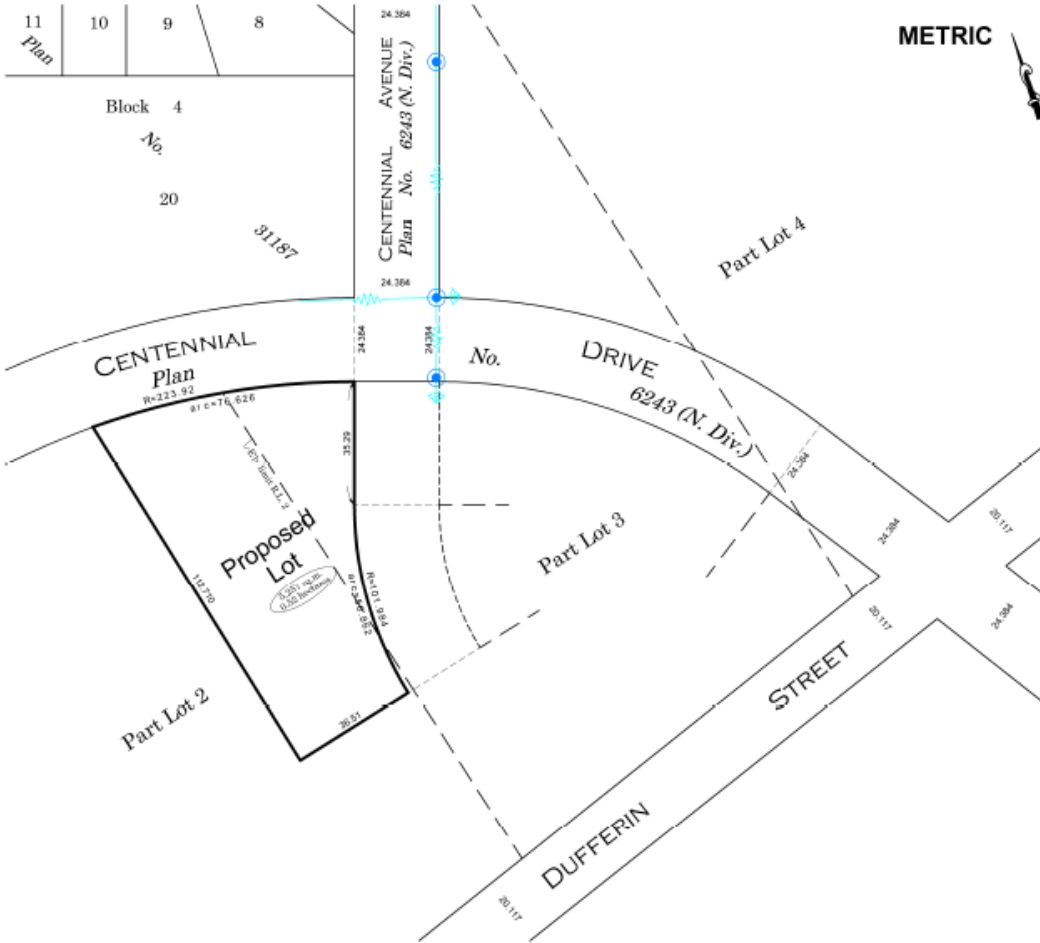 METRIC
11
10
9
8
Plan
24.384
CENTENNIAL AVENUE
Plan No. 6243 (N. Div.)
Block 4
No.
20
31187
24.384
Part Lot 4
CENTENNIAL
Plan
24.384
24.384
No.
DRIVE
6243 (N. Div.)
R=223.92
arc=76.626
35.29
24.384
24.384
20.117
Proposed
Lot
0.52 hectares
Part Lot 3
112.710
R=101.984
20.117
24.384
Part Lot 2
36.51
STREET
DUFFERIN
20.117